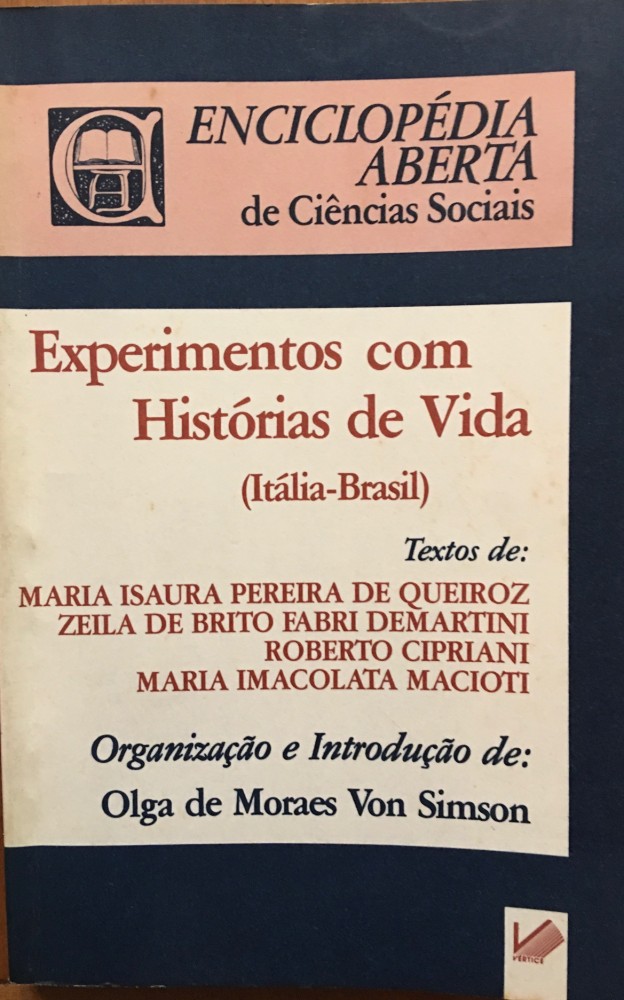 ENCICLOPÉDIA
ABERTA
de Ciências Sociais
Experimentos com
Histórias de Vida
(Itália-Brasil)
Textos de:
MARIA ISAURA PEREIRA DE QUEIROZ
ZEILA DE BRITO FABRI DEMARTINI
ROBERTO CIPRIANI
MARIA IMACOLATA MACIOTI
Organização e Introdução de:
Olga de Moraes Von Simson
VÉRTICE